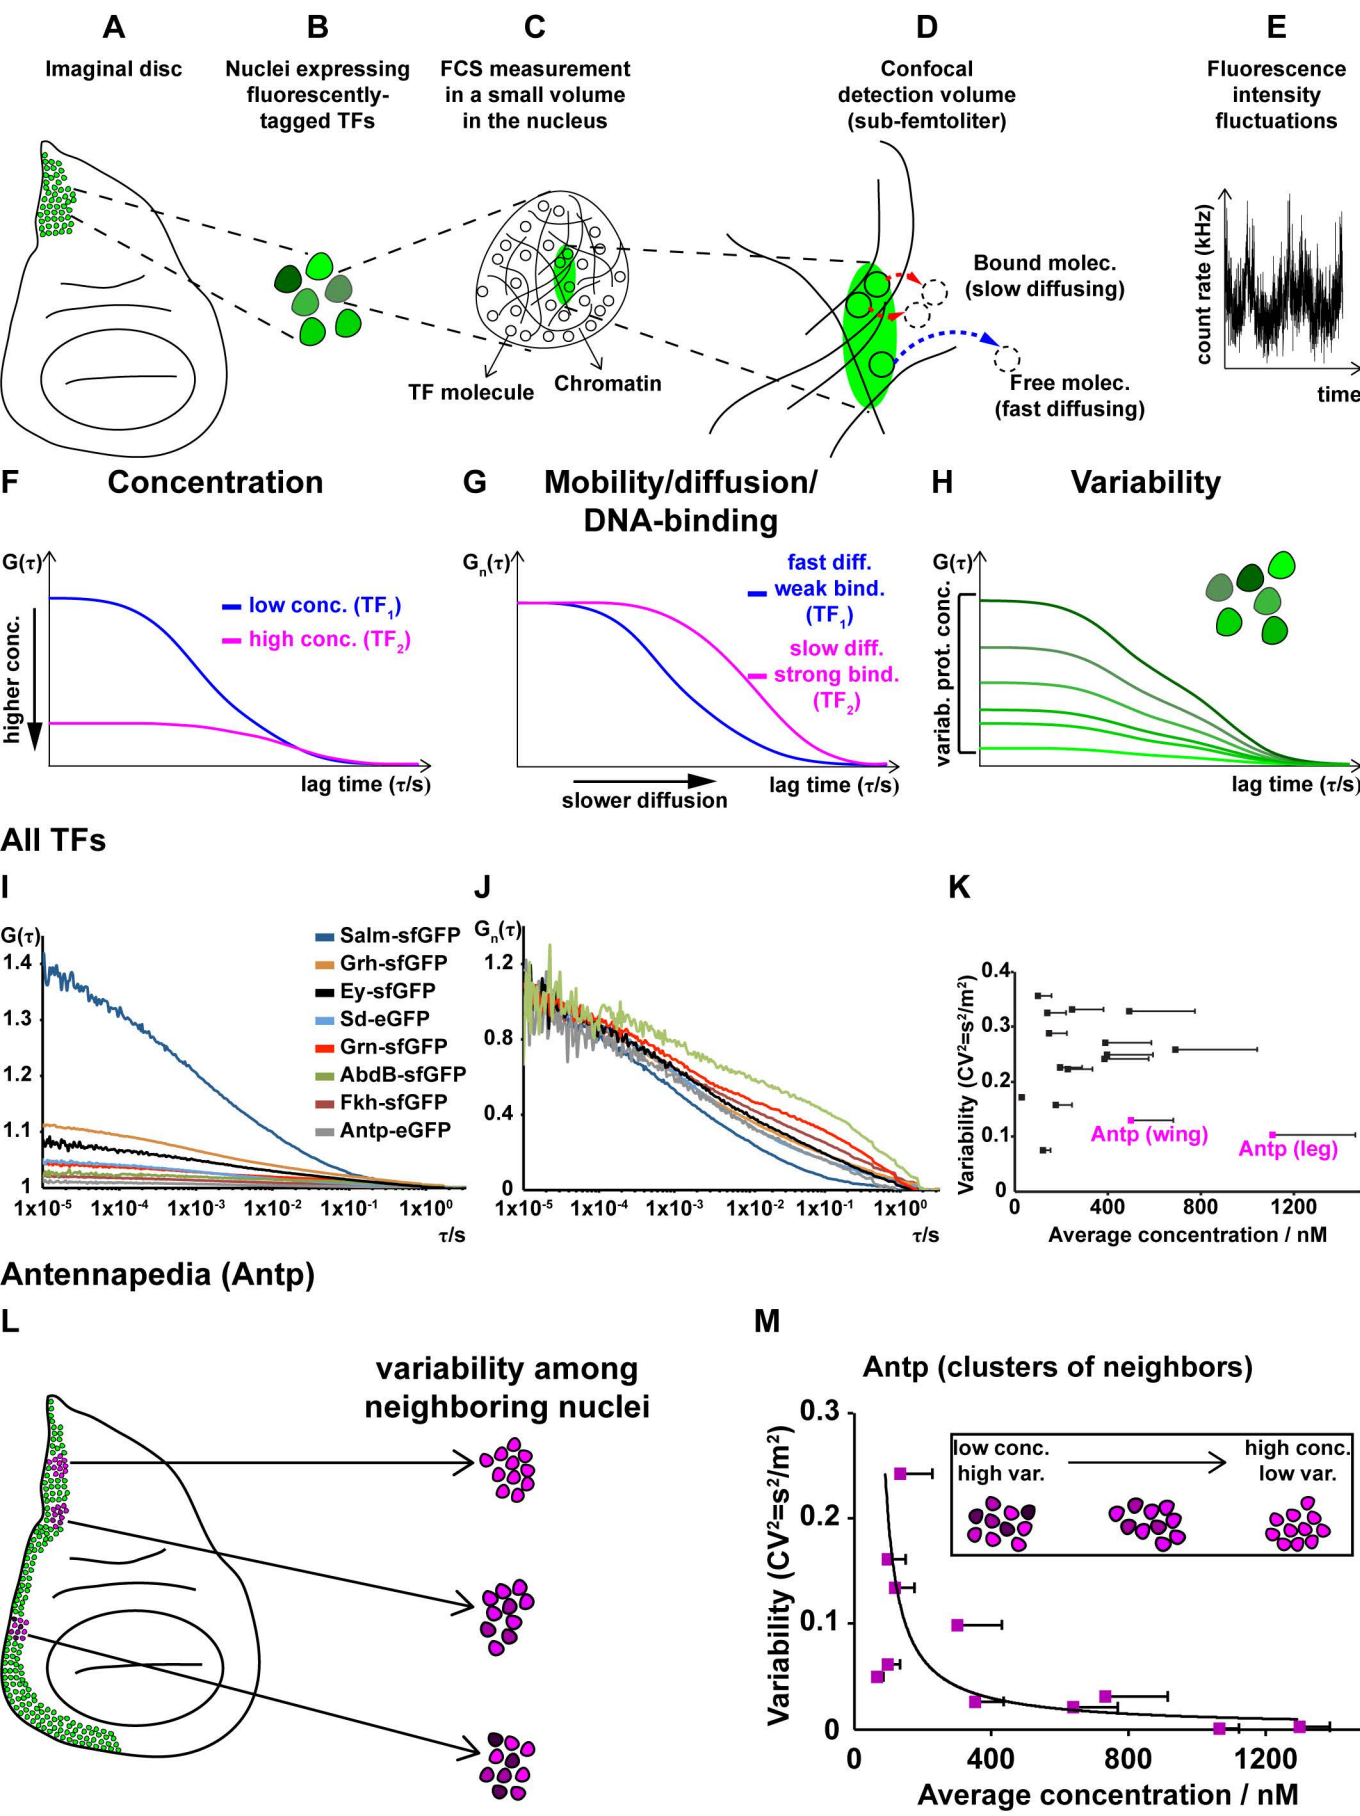 A
B
C
D
E
Imaginal disc
Nuclei expressing
fluorescently-
tagged TFs
FCS measurement
in a small volume
in the nucleus
Confocal
detection volume
(sub-femtoliter)
Fluorescence
intensity
fluctuations
TF molecule
Chromatin
Bound molec.
(slow diffusing)
Free molec.
(fast diffusing)
count rate (kHz)
time
F
Concentration
G(τ)
higher conc.
low conc. (TF₁)
high conc. (TF₂)
lag time (τ/s)
G
Mobility/diffusion/
DNA-binding
Gₙ(τ)
fast diff.
weak bind.
(TF₁)
slow diff.
strong bind.
(TF₂)
lag time (τ/s)
slower diffusion
H
Variability
G(τ)
variab. prot. conc.
lag time (τ/s)
All TFs
I
G(τ)
1.4
1.3
1.2
1.1
1
Salm-sfGFP
Grh-sfGFP
Ey-sfGFP
Sd-eGFP
Grn-sfGFP
AbdB-sfGFP
Fkh-sfGFP
Antp-eGFP
1x10⁻⁵ 1x10⁻⁴ 1x10⁻³ 1x10⁻² 1x10⁻¹ 1x10⁰
τ/s
J
Gₙ(τ)
1.2
0.8
0.4
0
1x10⁻⁵ 1x10⁻⁴ 1x10⁻³ 1x10⁻² 1x10⁻¹ 1x10⁰
τ/s
K
Variability (CV²=s²/m²)
0.4
0.3
0.2
0.1
0
Antp (wing)
Antp (leg)
0 400 800 1200
Average concentration / nM
Antennapedia (Antp)
L
variability among
neighboring nuclei
M
Antp (clusters of neighbors)
Variability (CV²=s²/m²)
0.3
0.2
0.1
0
low conc.
high var.
high conc.
low var.
0 400 800 1200
Average concentration / nM